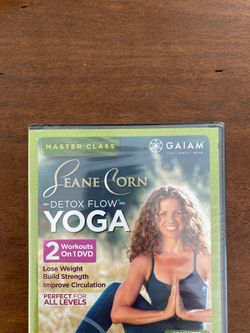 MASTER CLASS
GAIAM
SEANE CORN
DETOX FLOW
YOGA
2 Workouts
On 1 DVD
Lose Weight
Build Strength
Improve Circulation
PERFECT FOR
ALL LEVELS